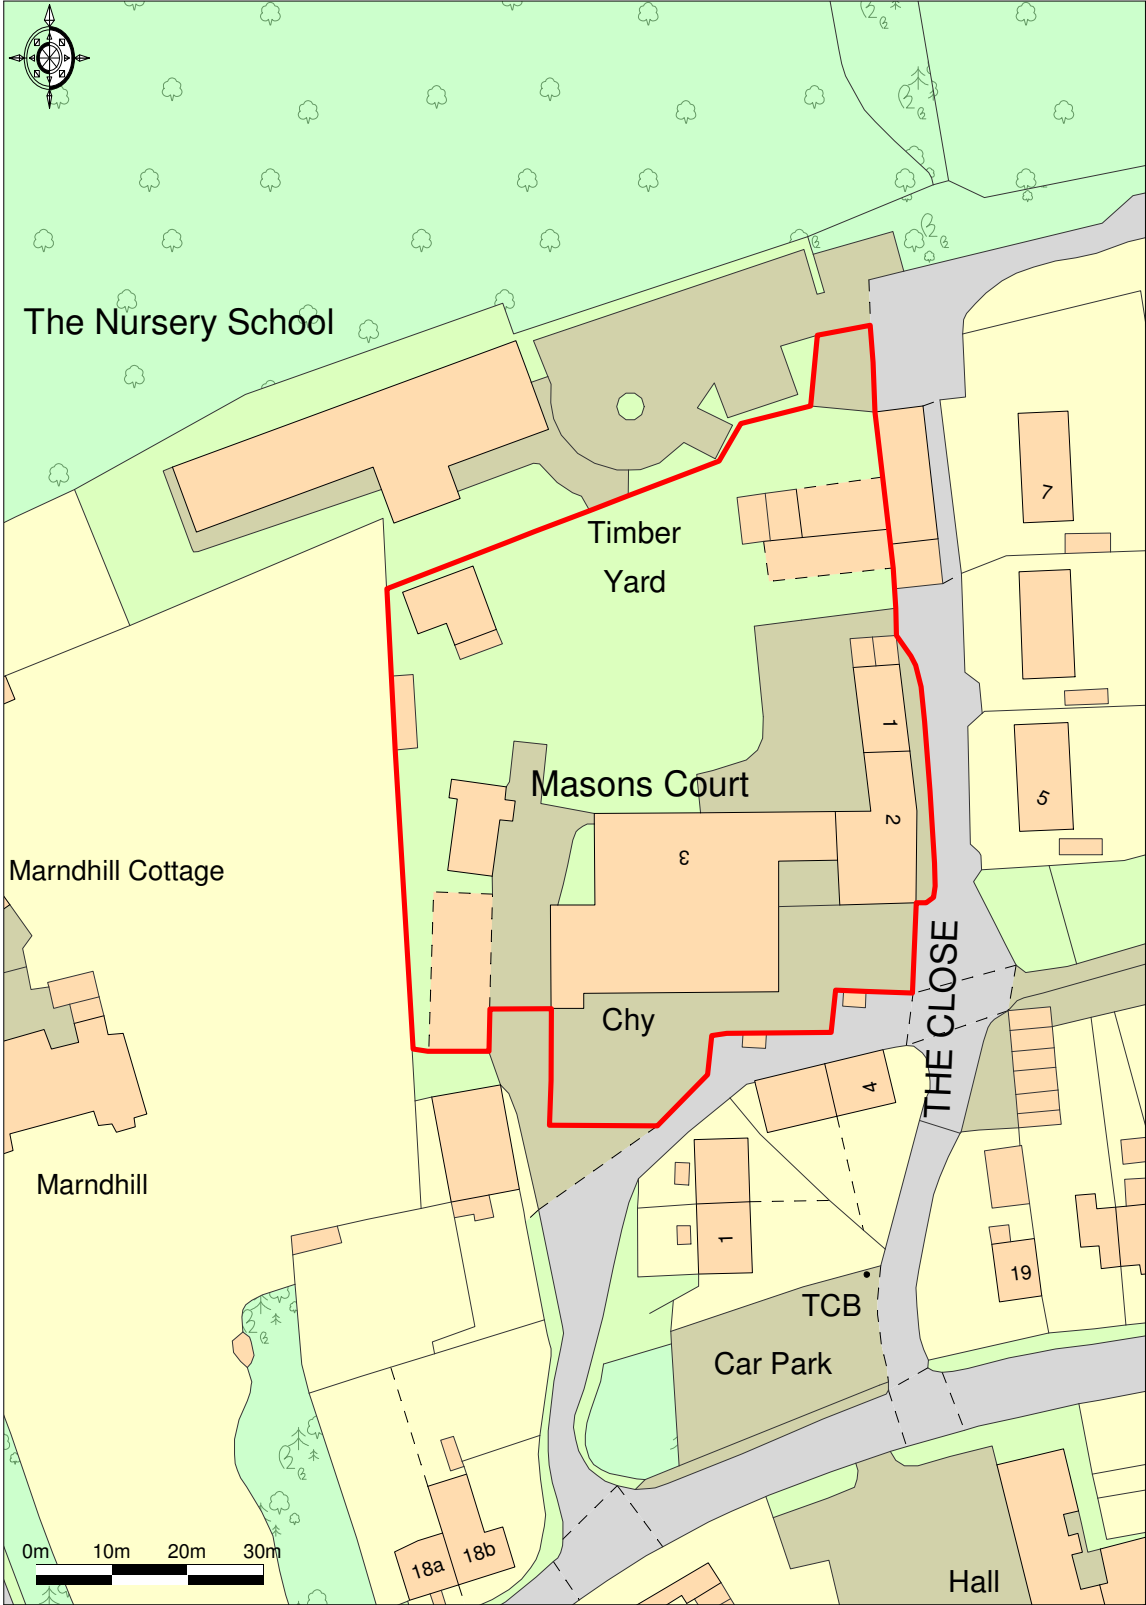 The Nursery School
7
Timber
Yard
1
Masons Court
5
2
3
Marndhill Cottage
THE CLOSE
Chy
4
Marndhill
1
19
TCB
Car Park
0m 10m 20m 30m
18a
18b
Hall